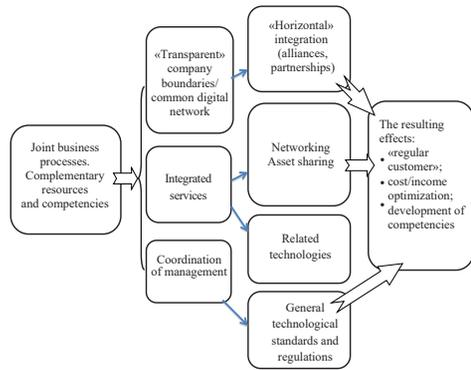 Joint business
processes.
Complementary
resources
and competencies
«Transparent»
company
boundaries/
common digital
network
Integrated
services
Coordination
of management
«Horizontal»
integration
(alliances,
partnerships)
Networking
Asset sharing
Related
technologies
General
technological
standards and
regulations
The resulting
effects:
• «regular
customer»;
• cost/income
optimization;
• development of
competencies